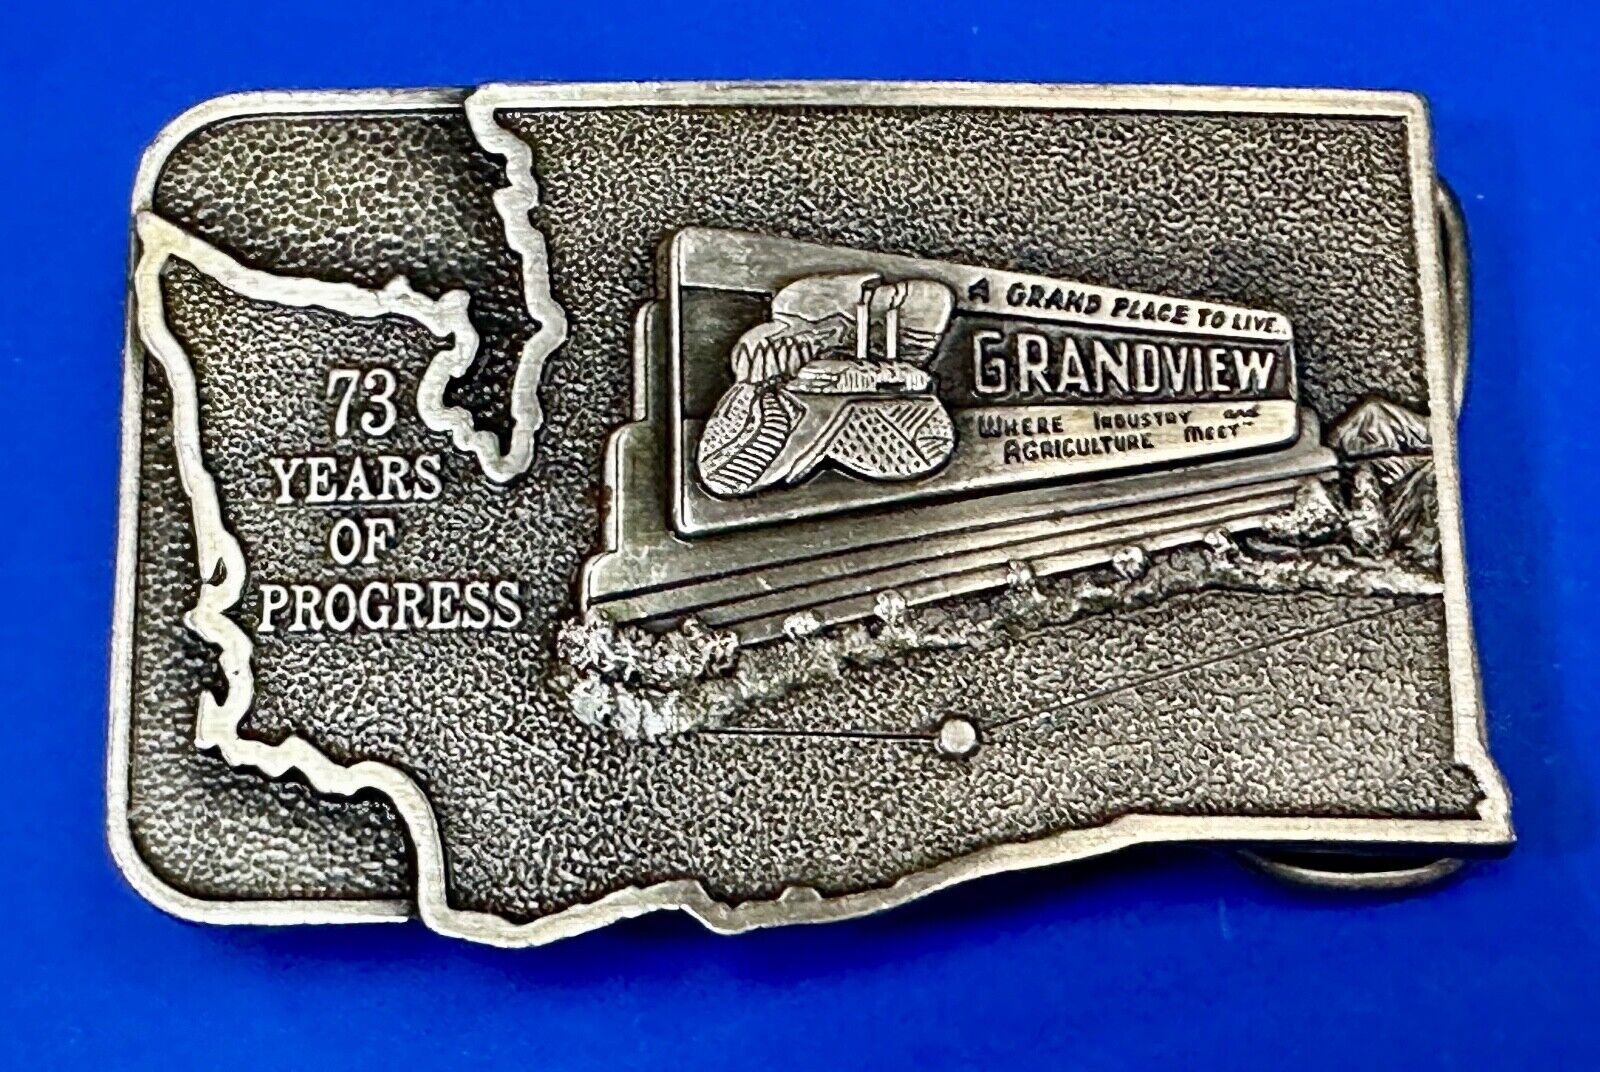 73
YEARS
OF
PROGRESS
A GRAND PLACE TO LIVE..
GRANDVIEW
WHERE INDUSTRY and
AGRICULTURE MEET